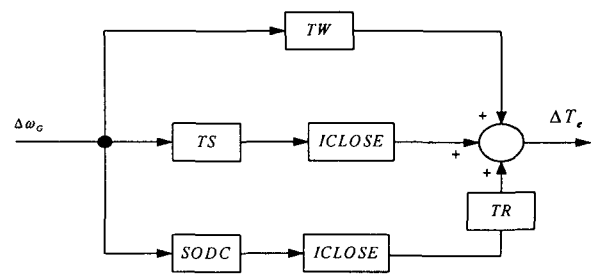 TW
Δω_G
TS
ICLOSE
+
+
+
ΔT_e
TR
SODC
ICLOSE